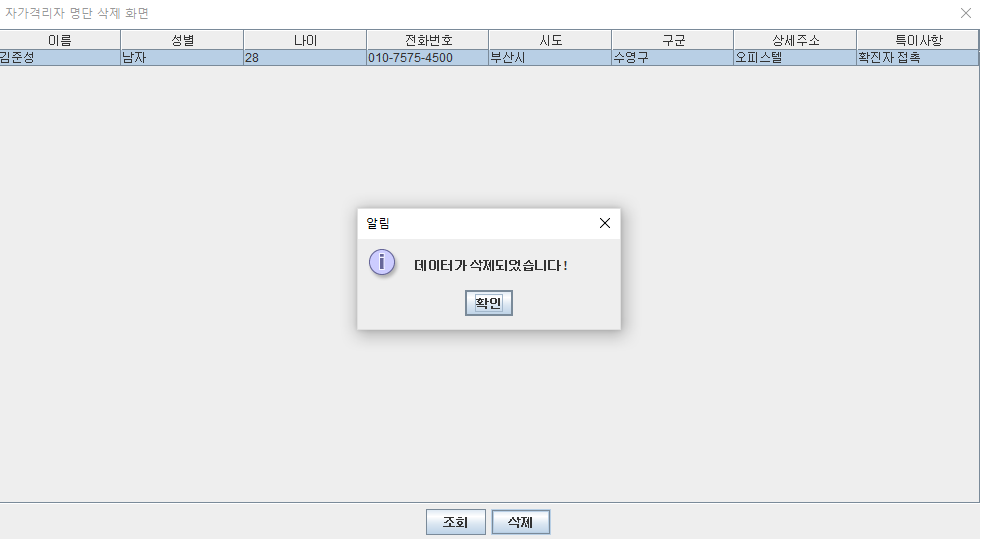 자가격리자 명단 삭제 화면
이름 성별 나이 전화번호 시도 구군 상세주소 특이사항
김준성 남자 28 010-7575-4500 부산시 수영구 오피스텔 확진자 접촉
알림
데이터가 삭제되었습니다!
확인
조회 삭제